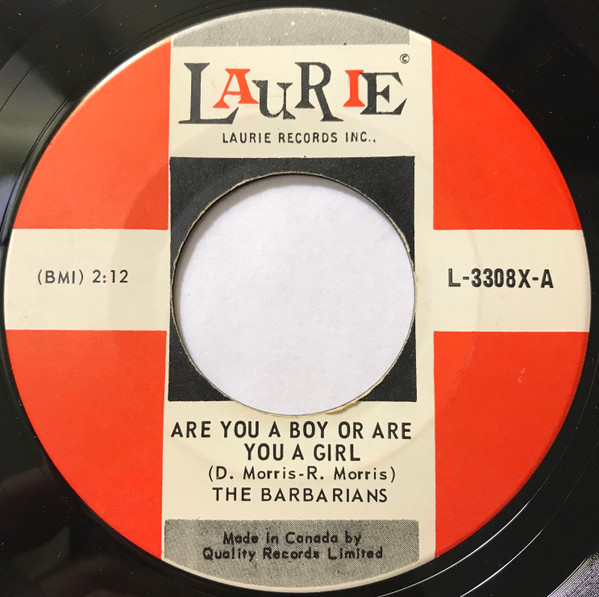 LAURIE ©
LAURIE RECORDS INC.,
(BMI) 2:12
L-3308X-A
ARE YOU A BOY OR ARE
YOU A GIRL
(D. Morris-R. Morris)
THE BARBARIANS
Made in Canada by
Quality Records Limited